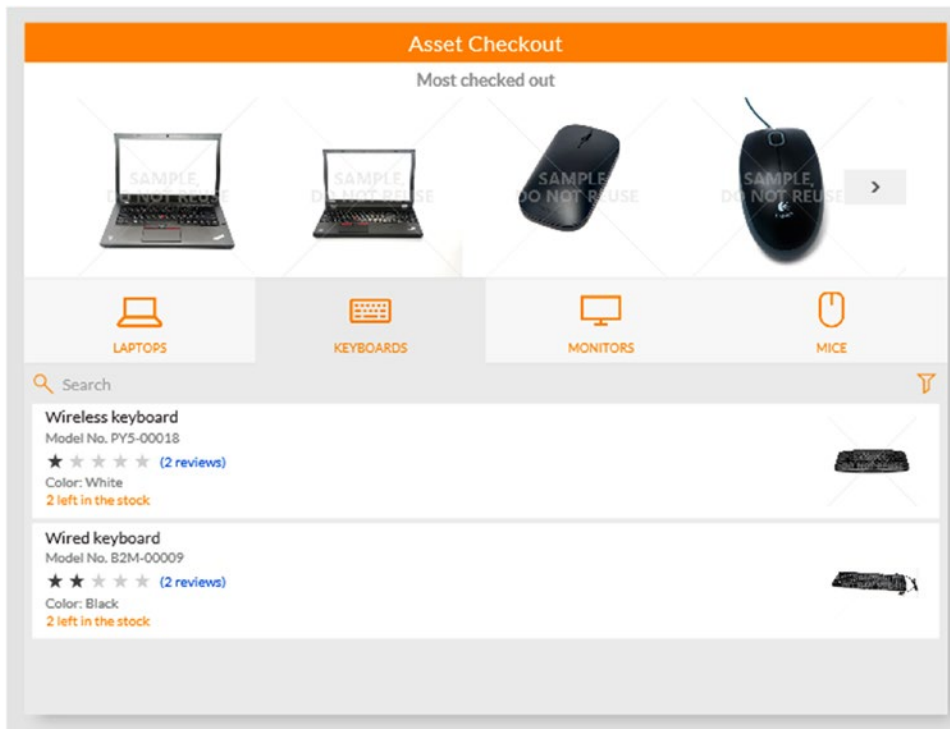 Asset Checkout
Most checked out
SAMPLE,
DO NOT REUSE
SAMPLE,
DO NOT REUSE
SAMPLE,
DO NOT REUSE
SAMPLE,
DO NOT REUSE
>
LAPTOPS
KEYBOARDS
MONITORS
MICE
Search
Wireless keyboard
Model No. PY5-00018
(2 reviews)
Color: White
2 left in the stock
Wired keyboard
Model No. B2M-00009
(2 reviews)
Color: Black
2 left in the stock